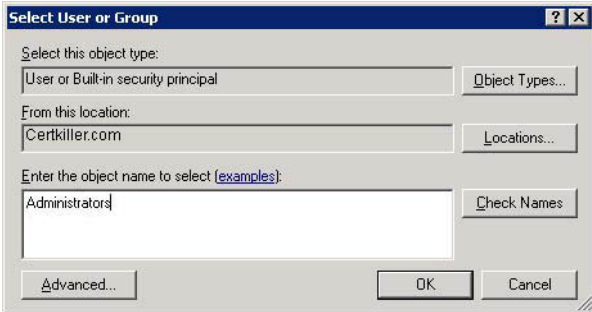 Select User or Group
Select this object type:
User or Built-in security principal
Object Types...
From this location:
Certkiller.com
Locations...
Enter the object name to select (examples):
Administrators
Check Names
Advanced...
OK
Cancel